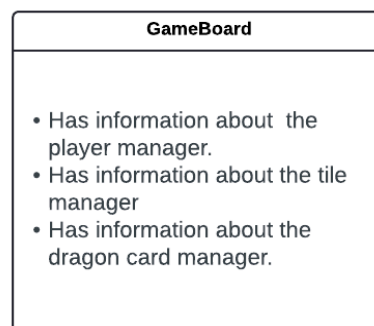 GameBoard
• Has information about  the
player manager.
• Has information about the tile
manager
• Has information about the
dragon card manager.